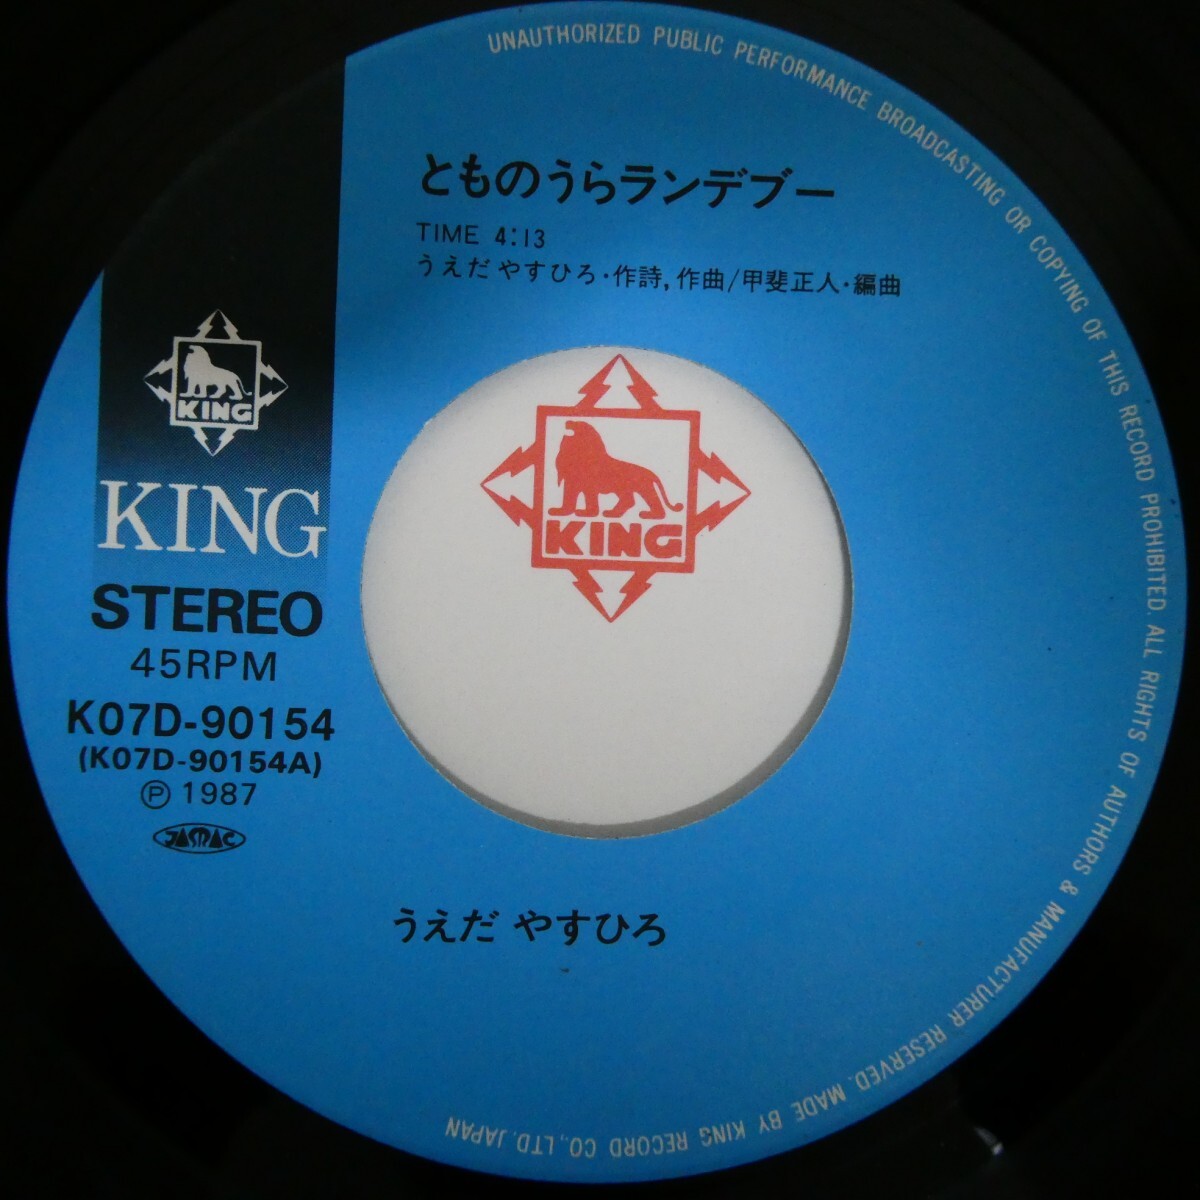 UNAUTHORIZED PUBLIC PERFORMANCE BROADCASTING OR COPYING OF THIS RECORD PROHIBITED. ALL RIGHTS OF AUTHORS & MANUFACTURER RESERVED. MADE BY KING RECORD CO., LTD. JAPAN
とものうらランデブー
TIME 4:13
うえだ やすひろ・作詩, 作曲/甲斐正人・編曲
KING
KING
KING
STEREO
45RPM
K07D-90154
(K07D-90154A)
Ⓟ 1987
JASRAC
うえだ やすひろ